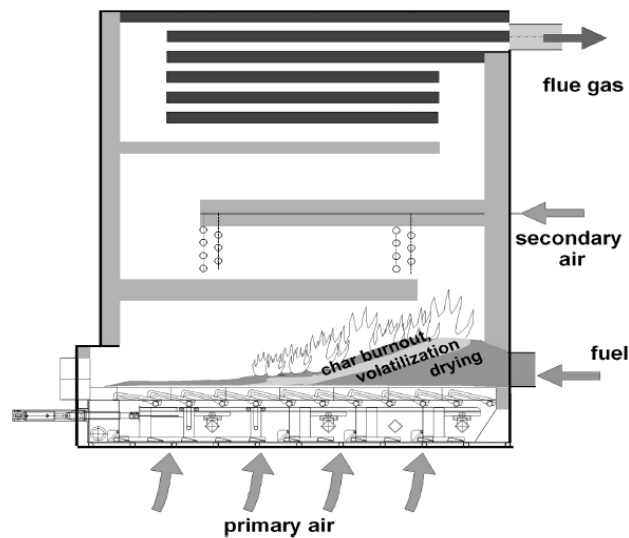 flue gas
secondary
air
char burnout,
volatilization
drying
fuel
primary air